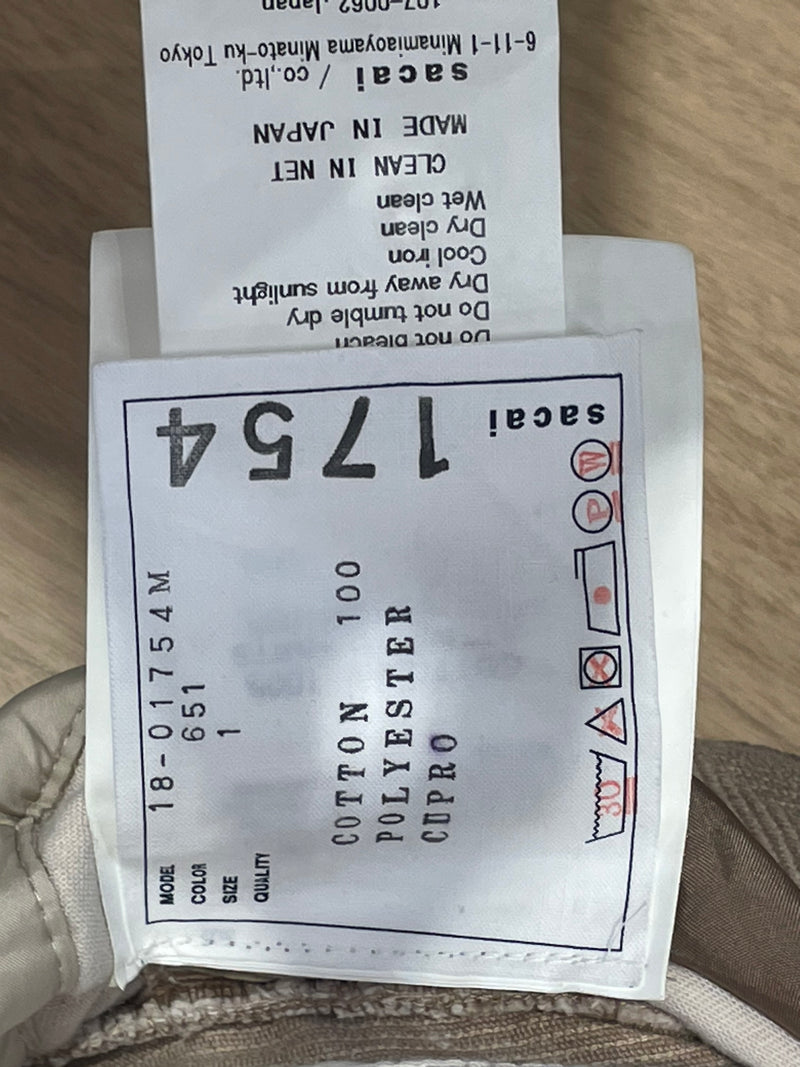 Do not bleach
Do not tumble dry
Dry away from sunlight
Cool iron
Dry clean
Wet clean
CLEAN IN NET
MADE IN JAPAN
sacai / co.,ltd.
6-11-1 Minamiaoyama Minato-ku Tokyo
107-0062 Japan
sacai
1754
MODEL 18-01754M
COLOR 651
SIZE 1
QUALITY
COTTON 100
POLYESTER
CUPRO
30
P
W